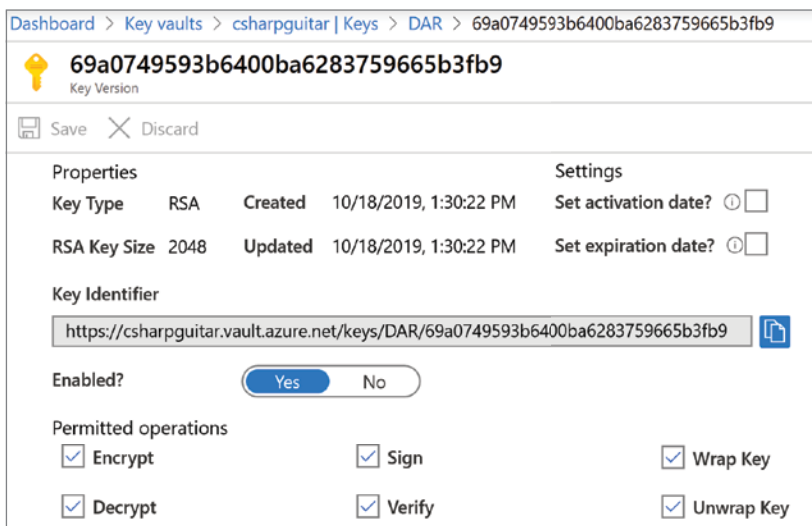 Dashboard > Key vaults > csharpguitar | Keys > DAR > 69a0749593b6400ba6283759665b3fb9
69a0749593b6400ba6283759665b3fb9
Key Version
Save Discard
Properties Settings
Key Type RSA Created 10/18/2019, 1:30:22 PM Set activation date?
RSA Key Size 2048 Updated 10/18/2019, 1:30:22 PM Set expiration date?
Key Identifier
https://csharpguitar.vault.azure.net/keys/DAR/69a0749593b6400ba6283759665b3fb9
Enabled? Yes No
Permitted operations
Encrypt Sign Wrap Key
Decrypt Verify Unwrap Key